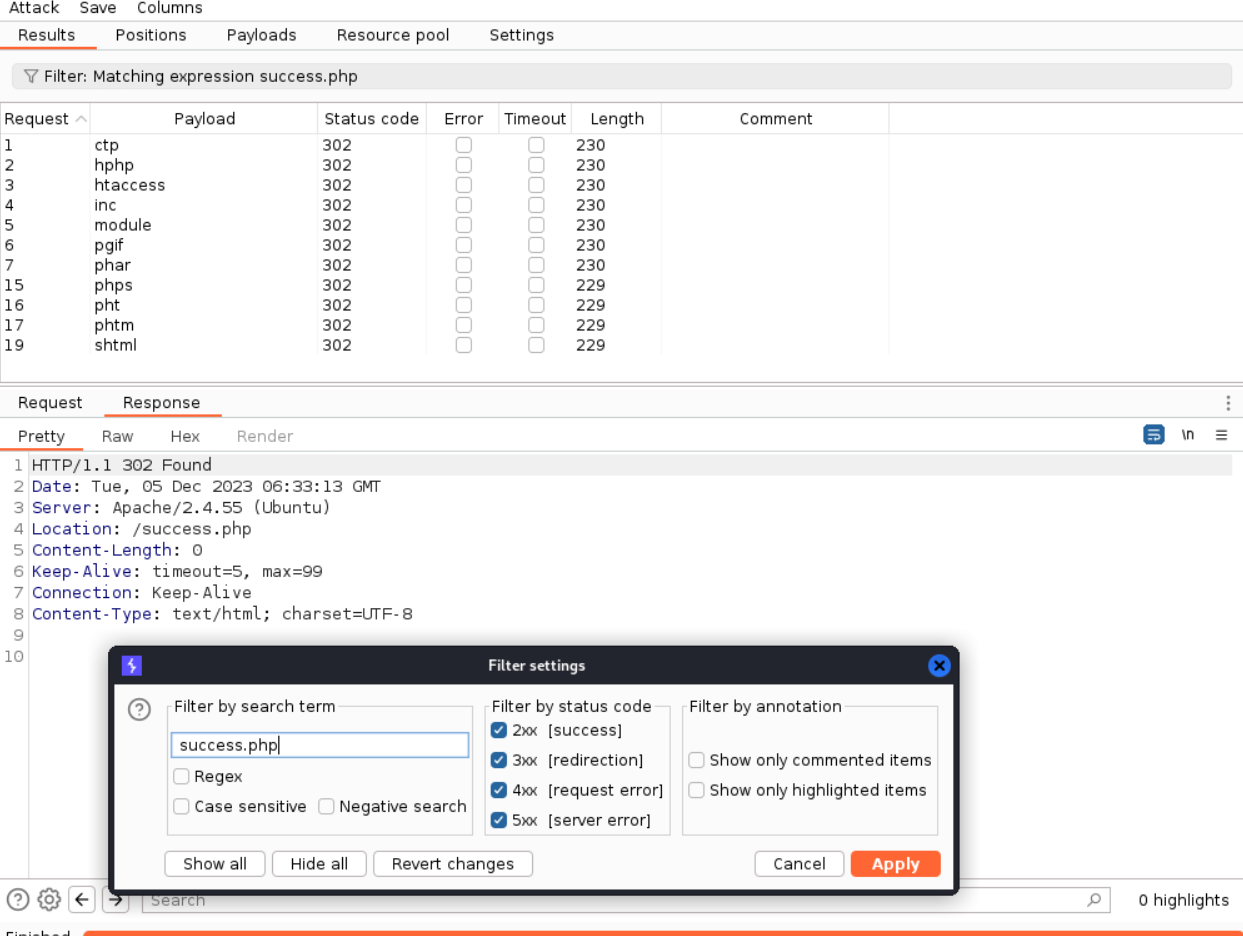 Attack Save Columns
Results Positions Payloads Resource pool Settings
Filter: Matching expression success.php
Request Payload Status code Error Timeout Length Comment
1 ctp 302 230
2 hphp 302 230
3 htaccess 302 230
4 inc 302 230
5 module 302 230
6 pgif 302 230
7 phar 302 230
15 phps 302 229
16 pht 302 229
17 phtm 302 229
19 shtml 302 229
Request Response
Pretty Raw Hex Render \n
1 HTTP/1.1 302 Found
2 Date: Tue, 05 Dec 2023 06:33:13 GMT
3 Server: Apache/2.4.55 (Ubuntu)
4 Location: /success.php
5 Content-Length: 0
6 Keep-Alive: timeout=5, max=99
7 Connection: Keep-Alive
8 Content-Type: text/html; charset=UTF-8
9
10
Filter settings
Filter by search term Filter by status code Filter by annotation
success.php 2xx [success]
3xx [redirection] Show only commented items
Regex
4xx [request error] Show only highlighted items
Case sensitive Negative search
5xx [server error]
Show all Hide all Revert changes Cancel Apply
Search 0 highlights
Finished